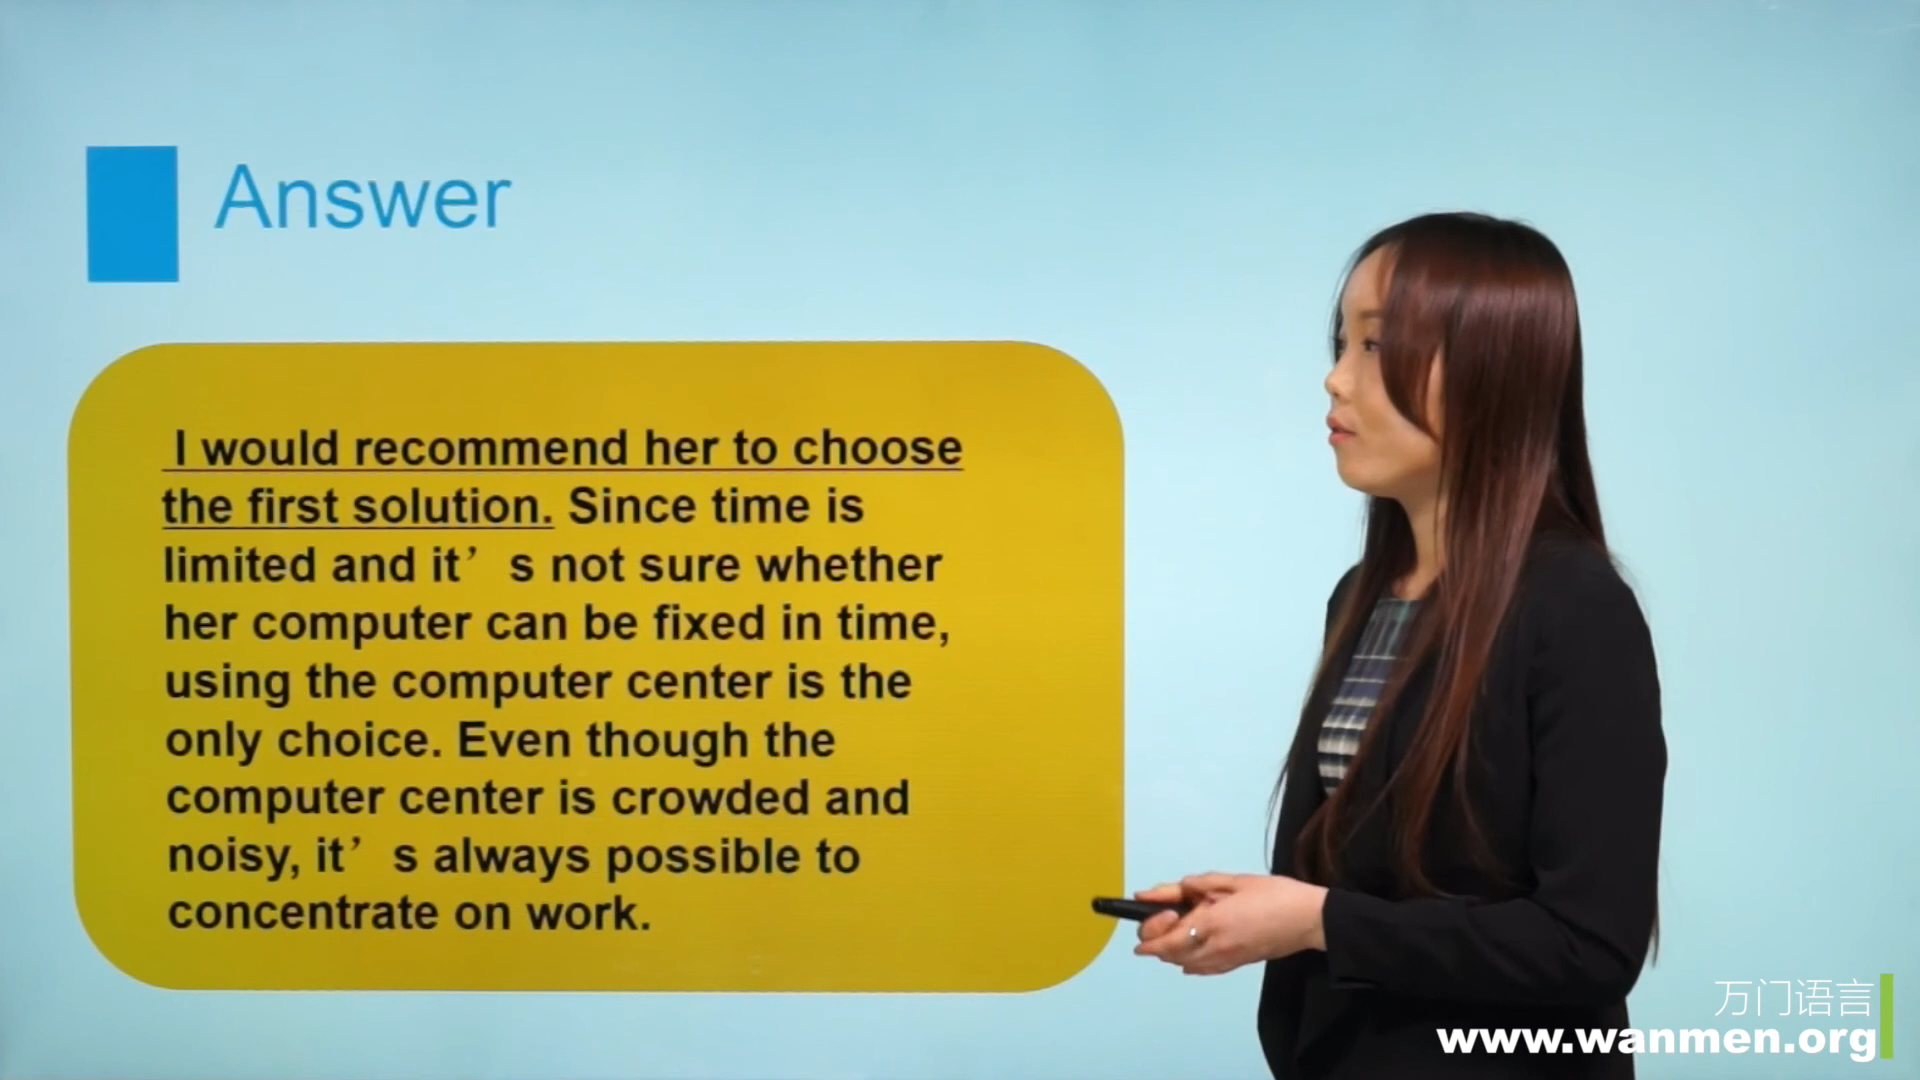 Answer
I would recommend her to choose
the first solution. Since time is
limited and it’ s not sure whether
her computer can be fixed in time,
using the computer center is the
only choice. Even though the
computer center is crowded and
noisy, it’ s always possible to
concentrate on work.
万门语言
www.wanmen.org